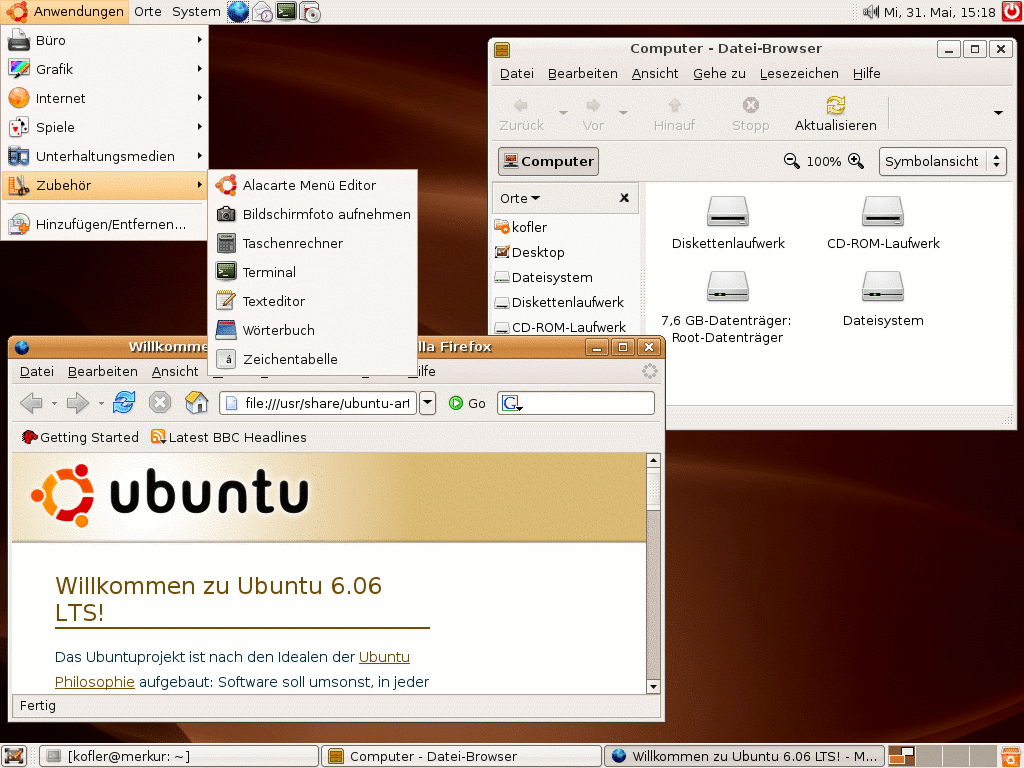 Anwendungen Orte System Mi, 31. Mai, 15:18
Büro
Grafik
Internet
Spiele
Unterhaltungsmedien
Zubehör
Hinzufügen/Entfernen...
Alacarte Menü Editor
Bildschirmfoto aufnehmen
Taschenrechner
Terminal
Texteditor
Wörterbuch
á Zeichentabelle
Computer - Datei-Browser
Datei Bearbeiten Ansicht Gehe zu Lesezeichen Hilfe
Zurück Vor Hinauf Stopp Aktualisieren
Computer 100% Symbolansicht
Orte
kofler
Desktop
Dateisystem
Diskettenlaufwerk
CD-ROM-Laufwerk
Diskettenlaufwerk CD-ROM-Laufwerk
7,6 GB-Datenträger:
Root-Datenträger
Dateisystem
Willkomme lla Firefox
Datei Bearbeiten Ansicht ilfe
file:///usr/share/ubuntu-art Go G
Getting Started Latest BBC Headlines
ubuntu
Willkommen zu Ubuntu 6.06
LTS!
Das Ubuntuprojekt ist nach den Idealen der Ubuntu
Philosophie aufgebaut: Software soll umsonst, in jeder
Fertig
[kofler@merkur: ~] Computer - Datei-Browser Willkommen zu Ubuntu 6.06 LTS! - M...